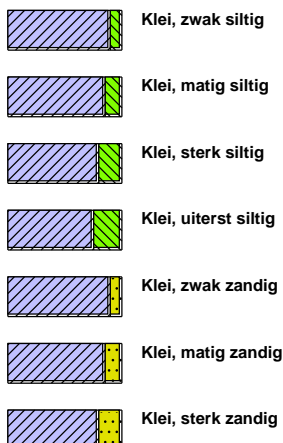 Klei, zwak siltig
Klei, matig siltig
Klei, sterk siltig
Klei, uiterst siltig
Klei, zwak zandig
Klei, matig zandig
Klei, sterk zandig